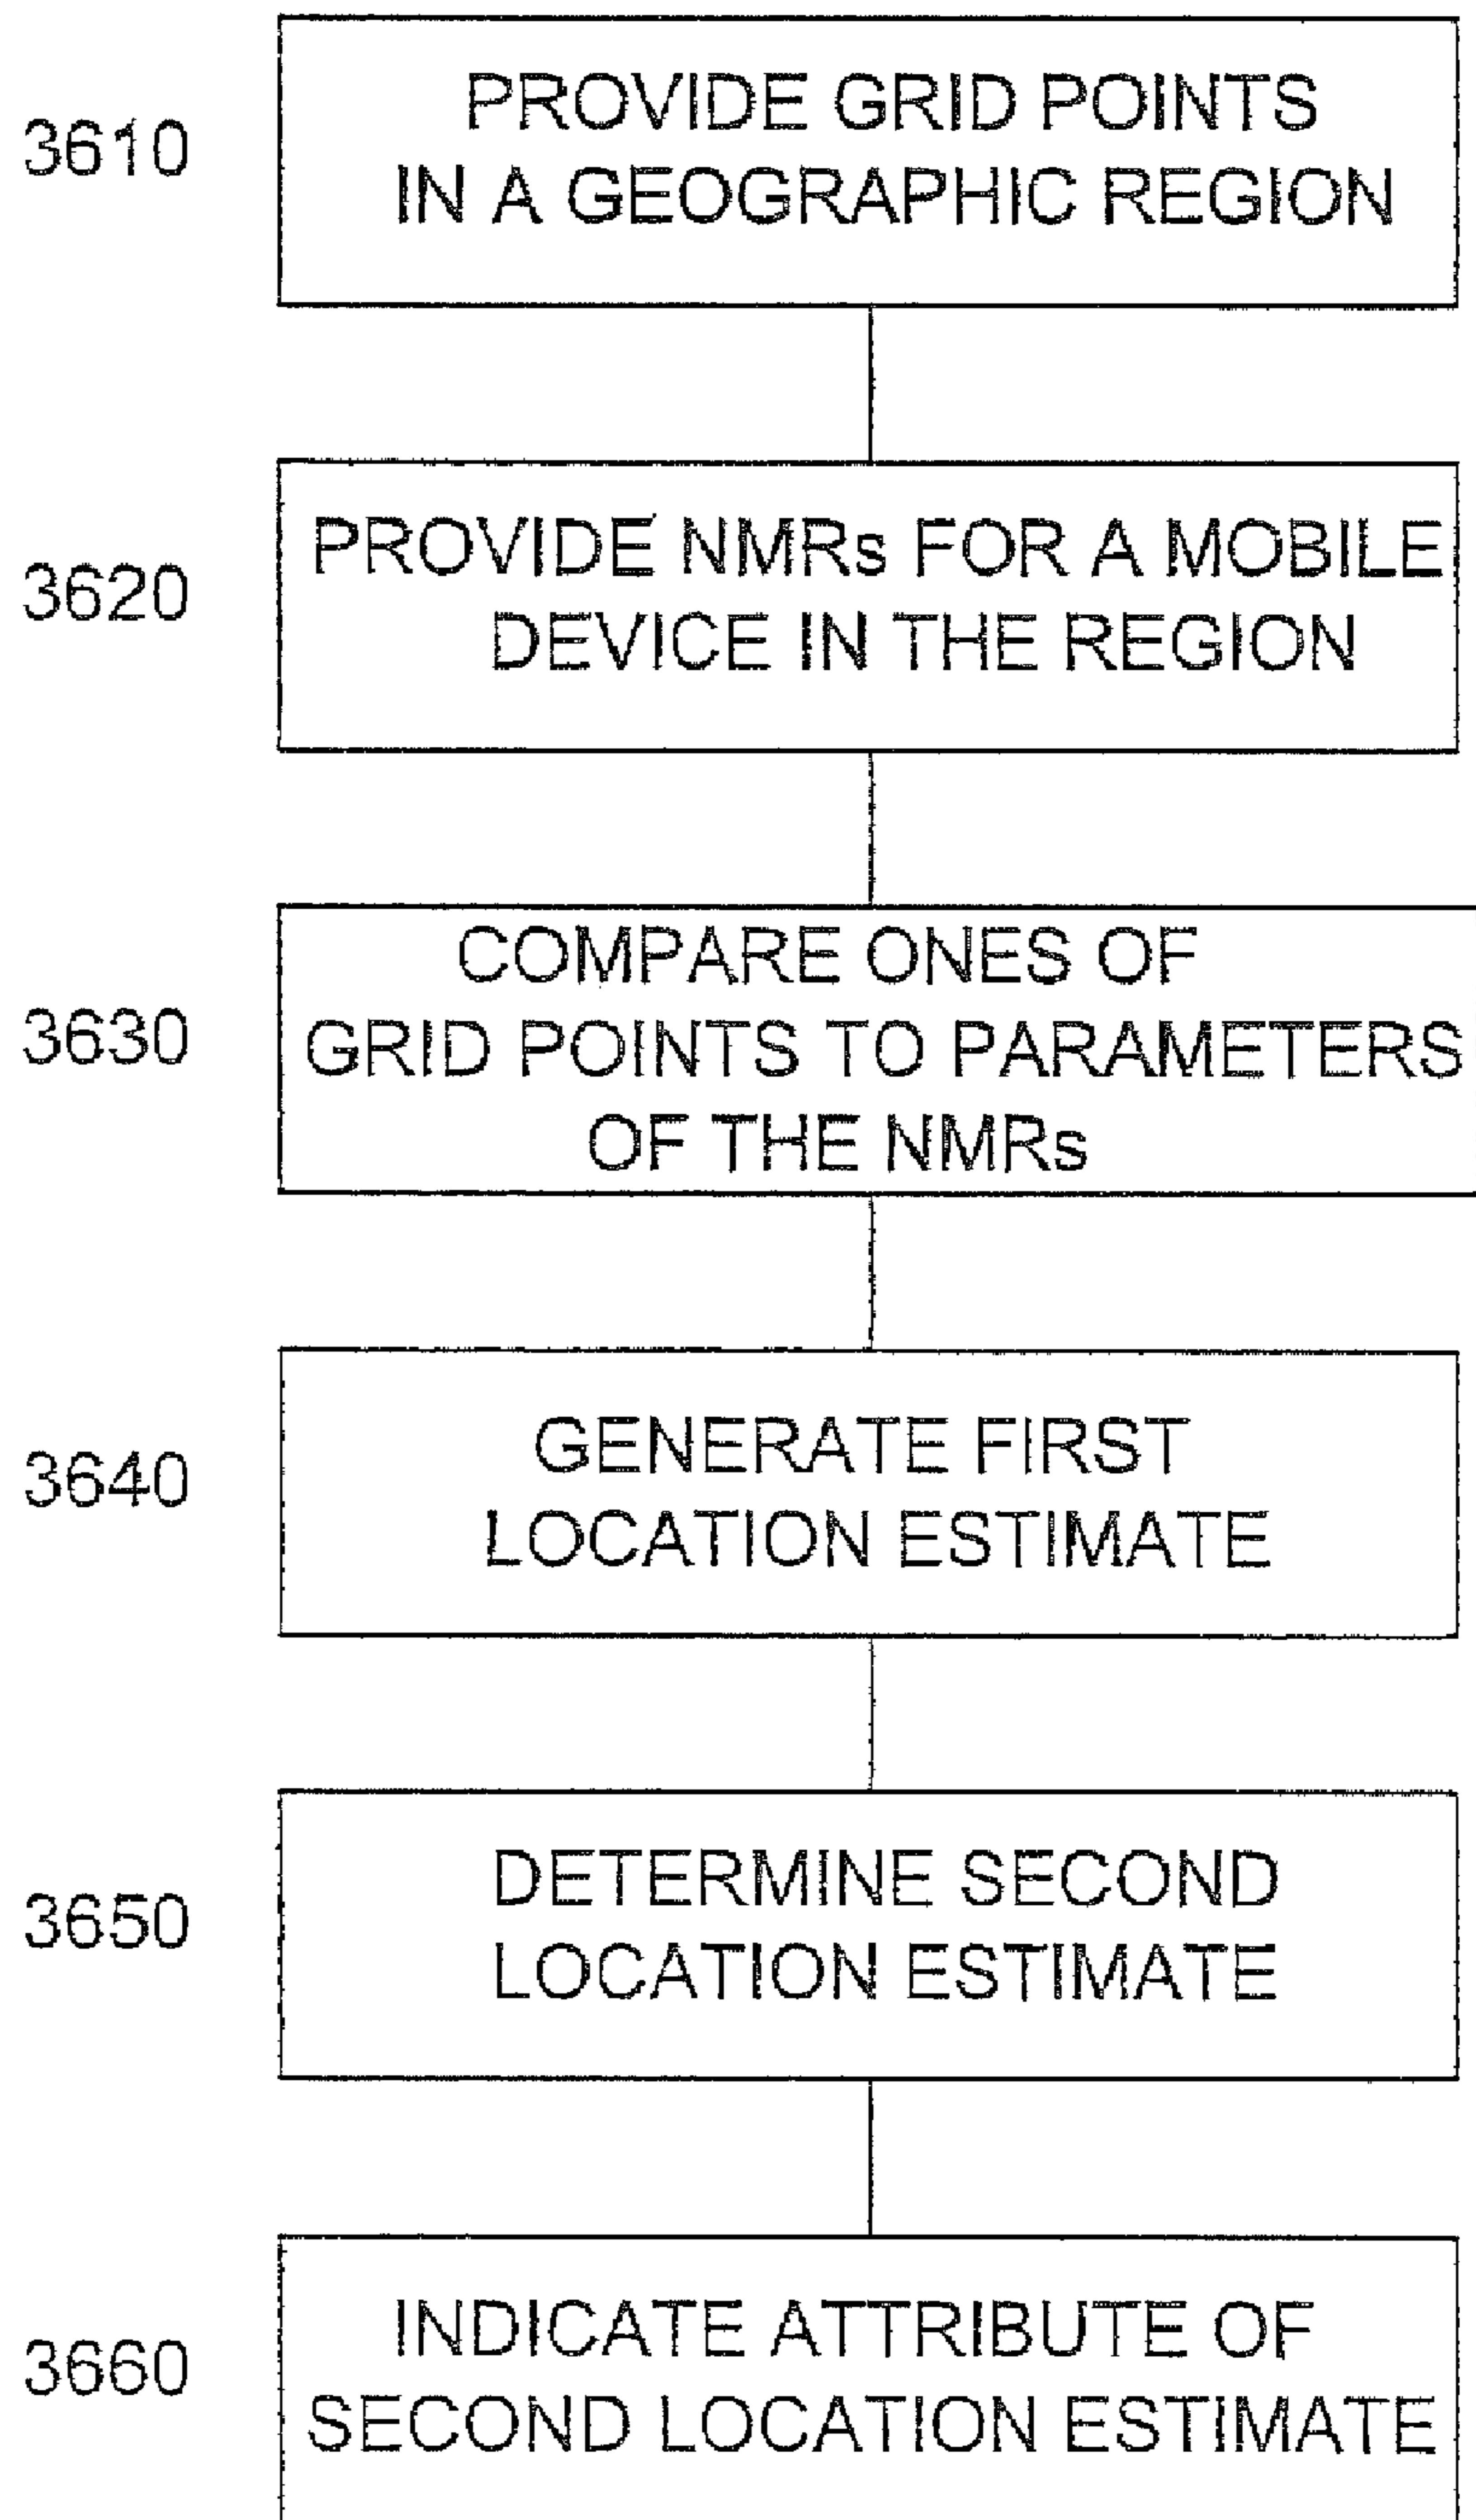 3610
PROVIDE GRID POINTS
IN A GEOGRAPHIC REGION
3620
PROVIDE NMRs FOR A MOBILE
DEVICE IN THE REGION
3630
COMPARE ONES OF
GRID POINTS TO PARAMETERS
OF THE NMRs
3640
GENERATE FIRST
LOCATION ESTIMATE
3650
DETERMINE SECOND
LOCATION ESTIMATE
3660
INDICATE ATTRIBUTE OF
SECOND LOCATION ESTIMATE